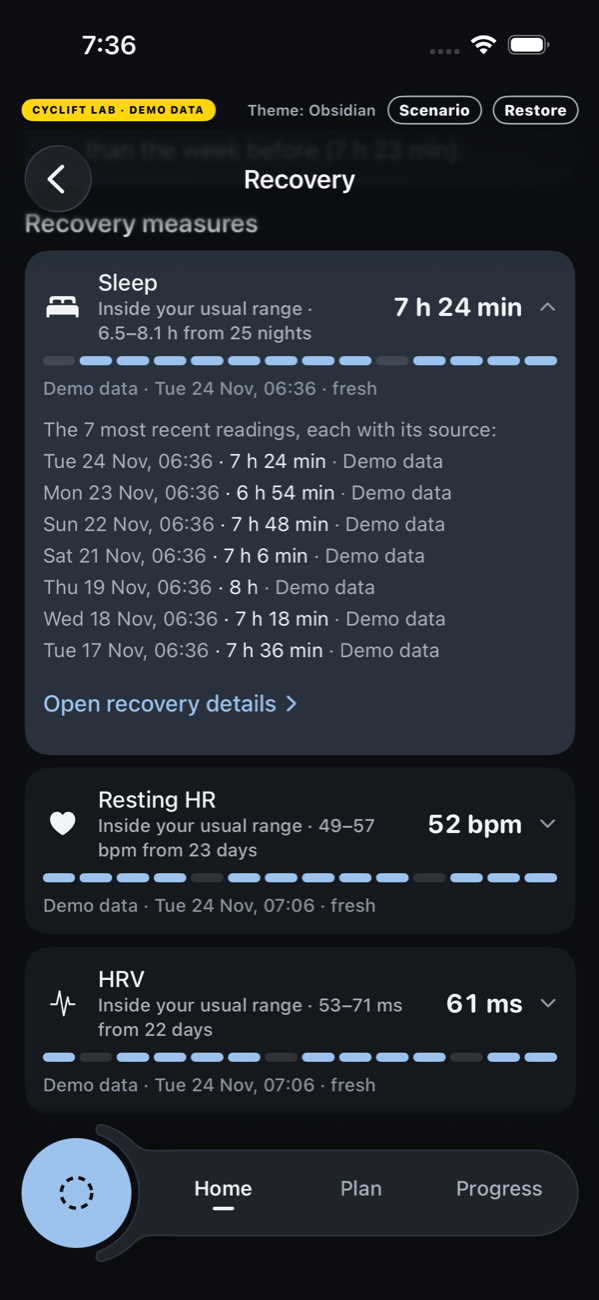 7:36
CYCLIFT LAB · DEMO DATA
Theme: Obsidian
Scenario
Restore
than the week before (7 h 23 min).
Recovery
Recovery measures
Sleep
Inside your usual range ·
6.5–8.1 h from 25 nights
7 h 24 min
Demo data · Tue 24 Nov, 06:36 · fresh
The 7 most recent readings, each with its source:
Tue 24 Nov, 06:36 · 7 h 24 min · Demo data
Mon 23 Nov, 06:36 · 6 h 54 min · Demo data
Sun 22 Nov, 06:36 · 7 h 48 min · Demo data
Sat 21 Nov, 06:36 · 7 h 6 min · Demo data
Thu 19 Nov, 06:36 · 8 h · Demo data
Wed 18 Nov, 06:36 · 7 h 18 min · Demo data
Tue 17 Nov, 06:36 · 7 h 36 min · Demo data
Open recovery details
Resting HR
Inside your usual range · 49–57
bpm from 23 days
52 bpm
Demo data · Tue 24 Nov, 07:06 · fresh
HRV
Inside your usual range · 53–71 ms
from 22 days
61 ms
Demo data · Tue 24 Nov, 07:06 · fresh
Home
Plan
Progress